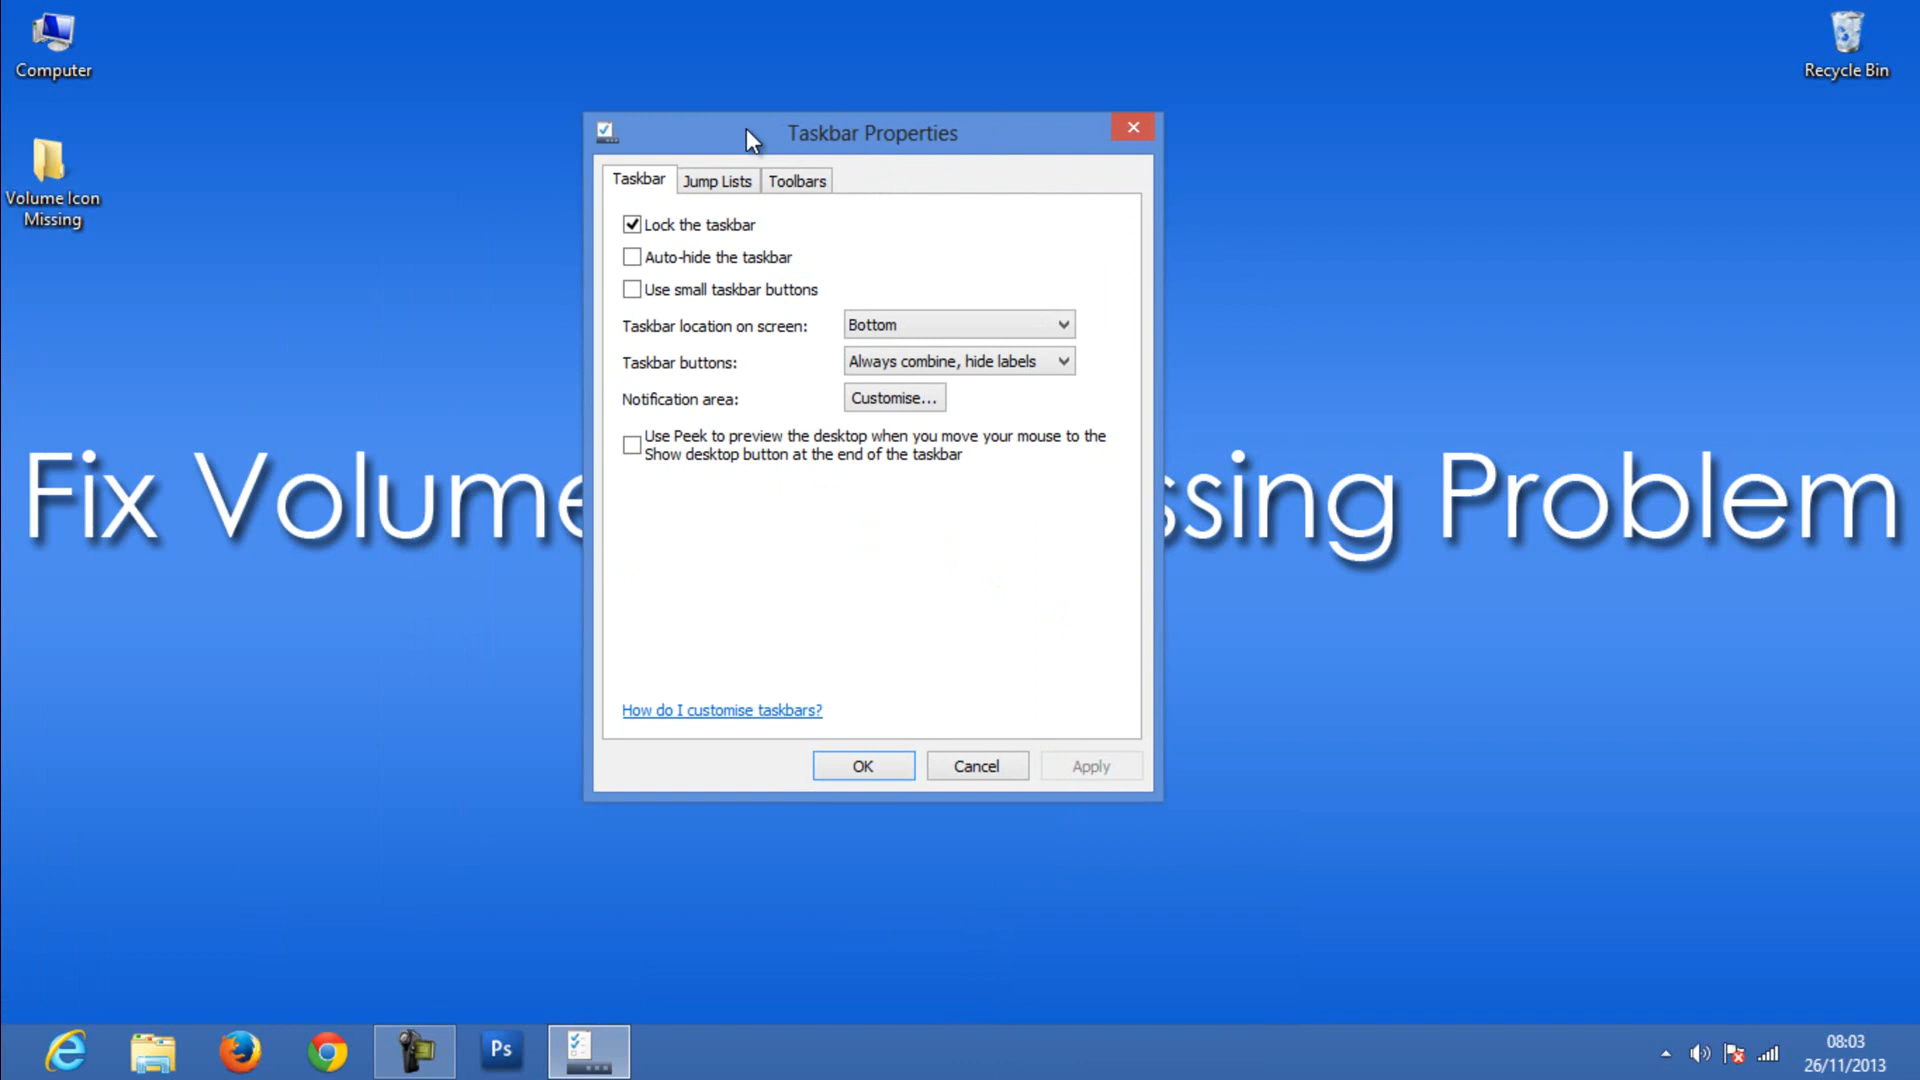 Computer
Recycle Bin
Volume Icon
Missing
Taskbar Properties
Taskbar
Jump Lists
Toolbars
Lock the taskbar
Auto-hide the taskbar
Use small taskbar buttons
Taskbar location on screen:
Bottom
Taskbar buttons:
Always combine, hide labels
Notification area:
Customise...
Use Peek to preview the desktop when you move your mouse to the
Show desktop button at the end of the taskbar
Fix Volume
ssing Problem
How do I customise taskbars?
OK
Cancel
Apply
Ps
08:03
26/11/2013